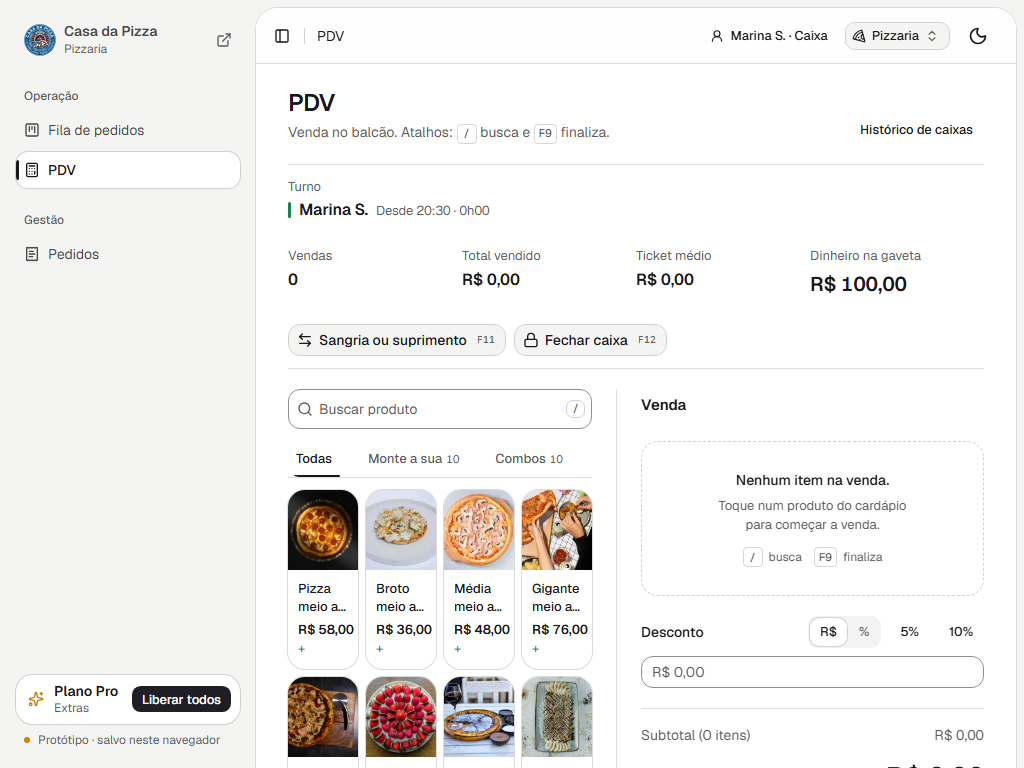 Casa da Pizza
Pizzaria
Operação
Fila de pedidos
PDV
Gestão
Pedidos
Plano Pro
Extras
Liberar todos
Protótipo · salvo neste navegador
PDV
Marina S. · Caixa
Pizzaria
PDV
Venda no balcão. Atalhos: / busca e F9 finaliza.
Histórico de caixas
Turno
Marina S. Desde 20:30 · 0h00
Vendas
0
Total vendido
R$ 0,00
Ticket médio
R$ 0,00
Dinheiro na gaveta
R$ 100,00
Sangria ou suprimento F11
Fechar caixa F12
Buscar produto /
Todas
Monte a sua 10
Combos 10
Pizza
meio a...
R$ 58,00
+
Broto
meio a...
R$ 36,00
+
Média
meio a...
R$ 48,00
+
Gigante
meio a...
R$ 76,00
+
Venda
Nenhum item na venda.
Toque num produto do cardápio
para começar a venda.
/ busca F9 finaliza
Desconto
R$ % 5% 10%
R$ 0,00
Subtotal (0 itens) R$ 0,00